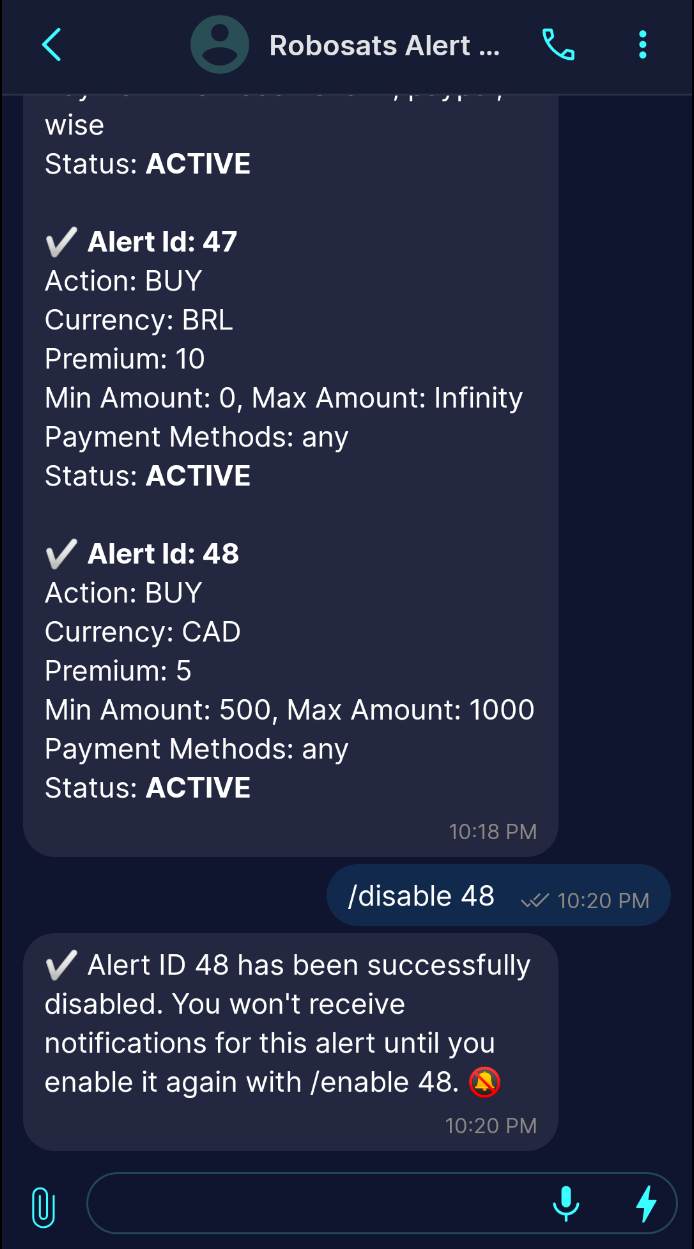 Robosats Alert ...
wise
Status: ACTIVE
✔️ Alert Id: 47
Action: BUY
Currency: BRL
Premium: 10
Min Amount: 0, Max Amount: Infinity
Payment Methods: any
Status: ACTIVE
✔️ Alert Id: 48
Action: BUY
Currency: CAD
Premium: 5
Min Amount: 500, Max Amount: 1000
Payment Methods: any
Status: ACTIVE
10:18 PM
/disable 48 10:20 PM
✔️ Alert ID 48 has been successfully
disabled. You won't receive
notifications for this alert until you
enable it again with /enable 48. 🔕
10:20 PM